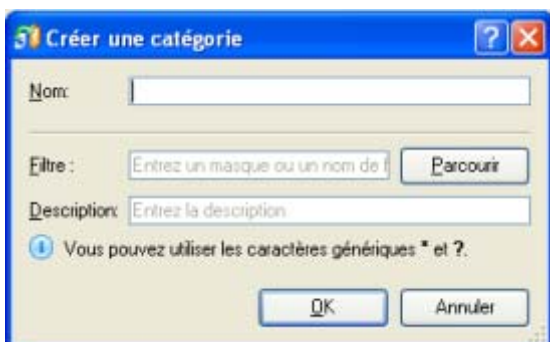 Créer une catégorie
Nom:
Filtre : Entrez un masque ou un nom de f Parcourir
Description: Entrez la description
Vous pouvez utiliser les caractères génériques * et ?.
OK Annuler